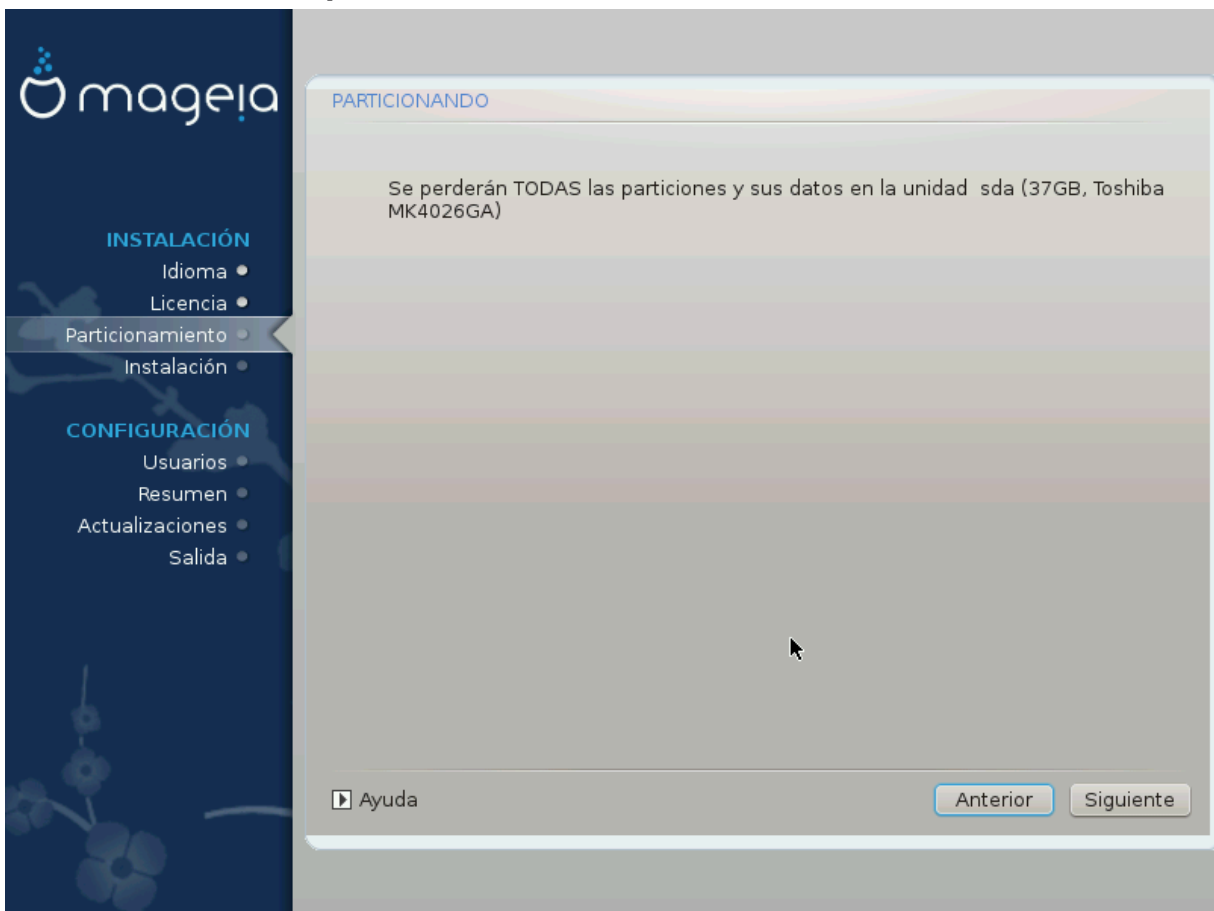 mageia
PARTICIONANDO
Se perderán TODAS las particiones y sus datos en la unidad sda (37GB, Toshiba
MK4026GA)
INSTALACIÓN
Idioma
Licencia
Particionamiento
Instalación
CONFIGURACIÓN
Usuarios
Resumen
Actualizaciones
Salida
Ayuda
Anterior
Siguiente